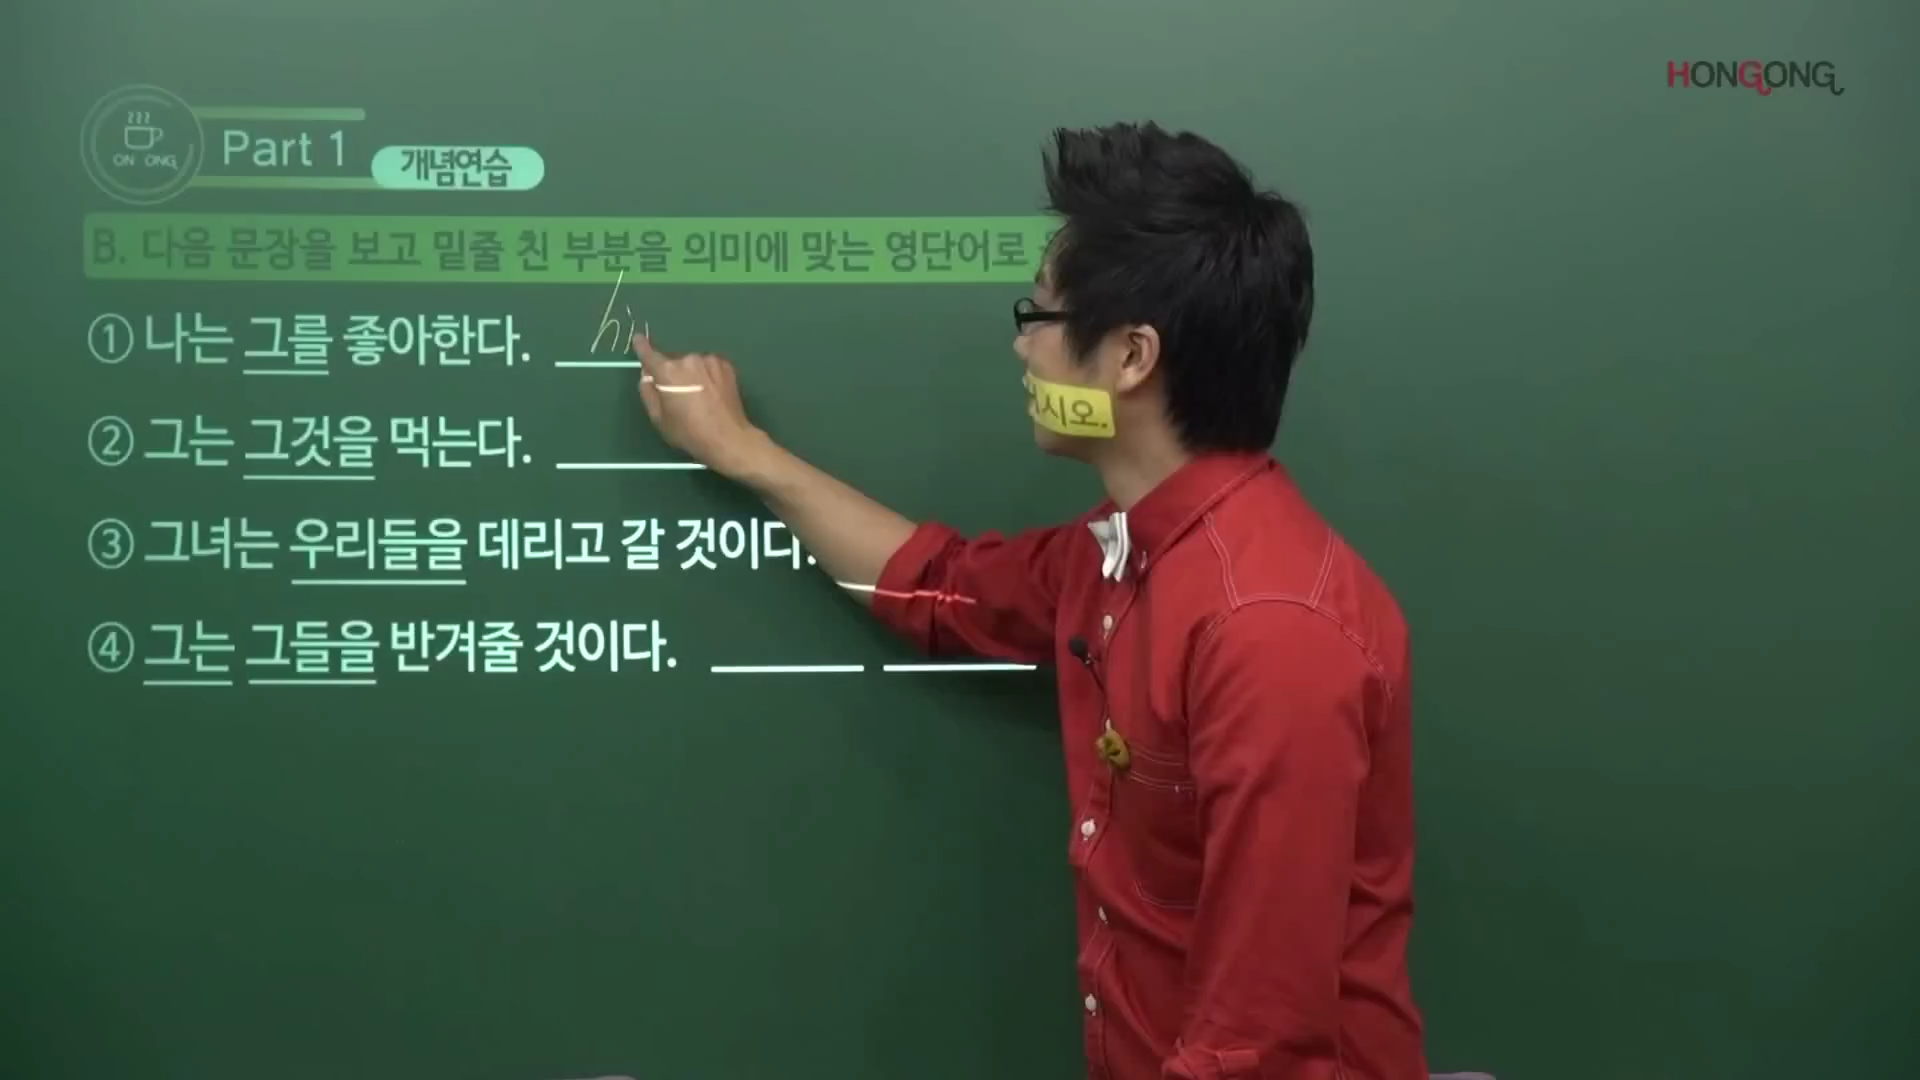 HONGONG
ON ONG
Part 1
개념연습
B. 다음 문장을 보고 밑줄 친 부분을 의미에 맞는 영단어로
시오.
① 나는 그를 좋아한다.
hi
② 그는 그것을 먹는다.
③ 그녀는 우리들을 데리고 갈 것이다.
④ 그는 그들을 반겨줄 것이다.